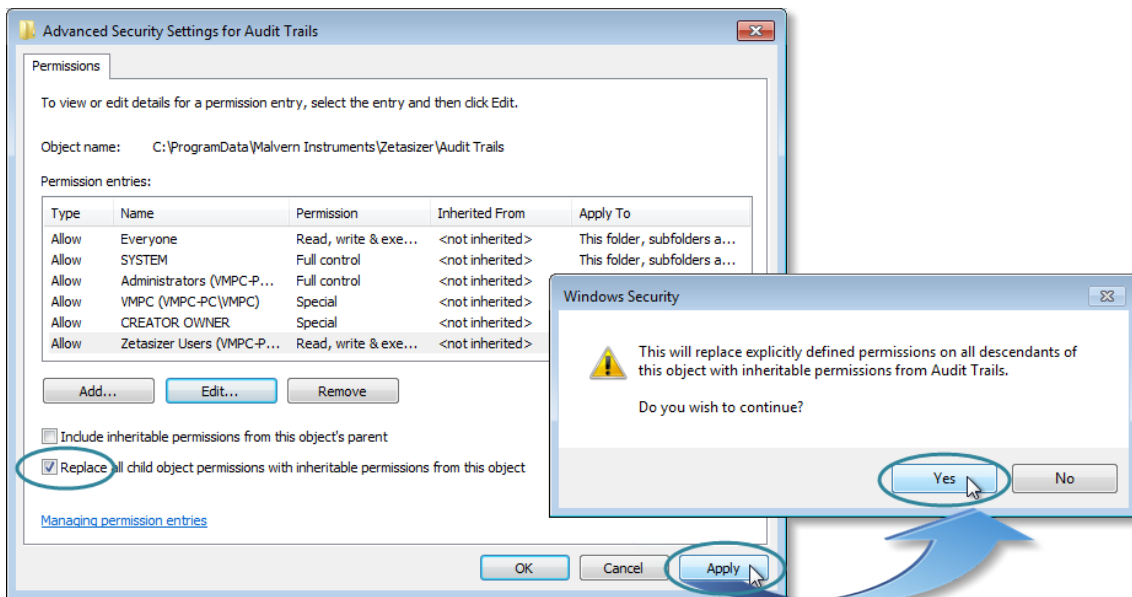 Advanced Security Settings for Audit Trails
Permissions
To view or edit details for a permission entry, select the entry and then click Edit.
Object name: C:\ProgramData\Malvern Instruments\Zetasizer\Audit Trails
Permission entries:
Type Name Permission Inherited From Apply To
Allow Everyone Read, write & exe... <not inherited> This folder, subfolders a...
Allow SYSTEM Full control <not inherited> This folder, subfolders a...
Allow Administrators (VMPC-P... Full control <not inherited>
Allow VMPC (VMPC-PC\VMPC) Special <not inherited>
Allow CREATOR OWNER Special <not inherited>
Allow Zetasizer Users (VMPC-P... Read, write & exe... <not inherited>
Add... Edit... Remove
Include inheritable permissions from this object's parent
Replace all child object permissions with inheritable permissions from this object
Managing permission entries
OK Cancel Apply
Windows Security
This will replace explicitly defined permissions on all descendants of
this object with inheritable permissions from Audit Trails.
Do you wish to continue?
Yes No